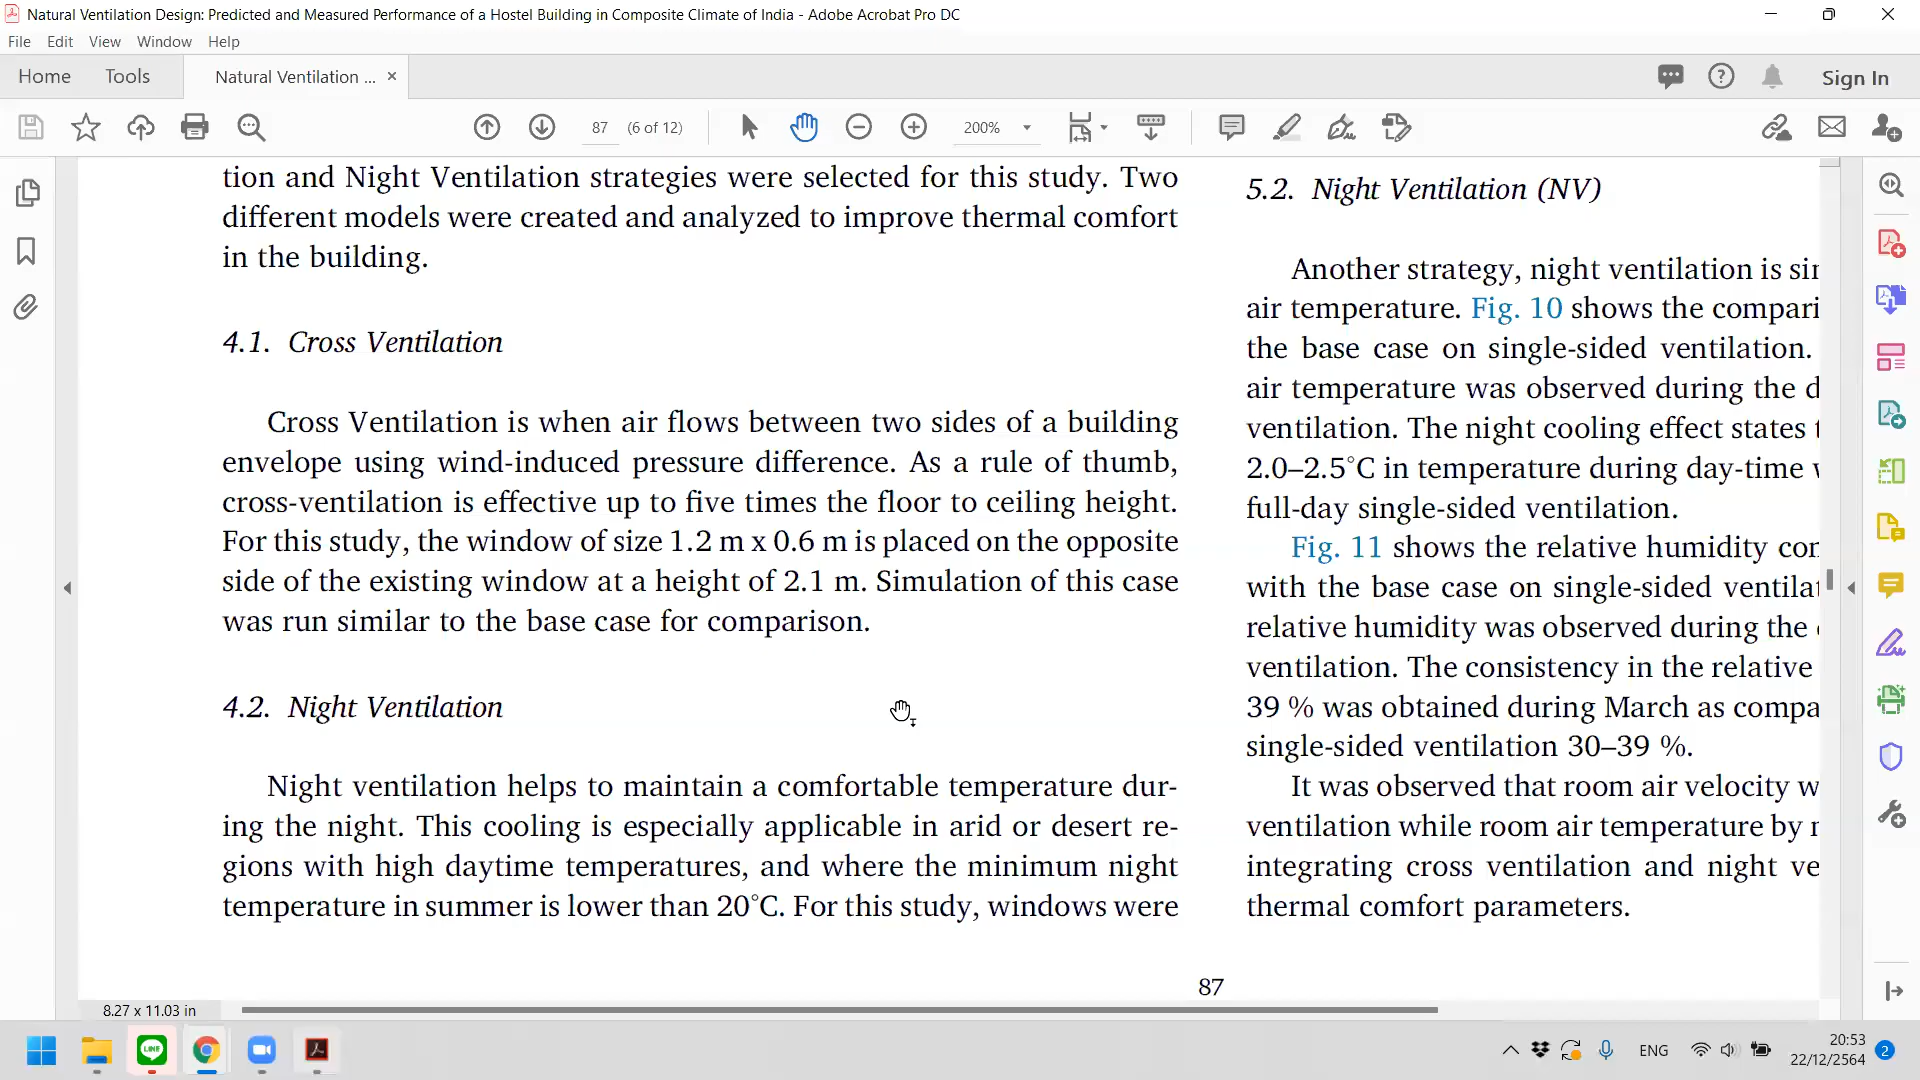 Natural Ventilation Design: Predicted and Measured Performance of a Hostel Building in Composite Climate of India - Adobe Acrobat Pro DC
File Edit View Window Help
Home Tools Natural Ventilation ... × Sign In
87 (6 of 12) 200%
tion and Night Ventilation strategies were selected for this study. Two
different models were created and analyzed to improve thermal comfort
in the building.
4.1. Cross Ventilation
Cross Ventilation is when air flows between two sides of a building
envelope using wind-induced pressure difference. As a rule of thumb,
cross-ventilation is effective up to five times the floor to ceiling height.
For this study, the window of size 1.2 m x 0.6 m is placed on the opposite
side of the existing window at a height of 2.1 m. Simulation of this case
was run similar to the base case for comparison.
4.2. Night Ventilation
Night ventilation helps to maintain a comfortable temperature dur-
ing the night. This cooling is especially applicable in arid or desert re-
gions with high daytime temperatures, and where the minimum night
temperature in summer is lower than 20°C. For this study, windows were
5.2. Night Ventilation (NV)
Another strategy, night ventilation is
air temperature. Fig. 10 shows the compari
the base case on single-sided ventilation.
air temperature was observed during the d
ventilation. The night cooling effect states
2.0–2.5°C in temperature during day-time
full-day single-sided ventilation.
Fig. 11 shows the relative humidity
with the base case on single-sided
relative humidity was observed during the
ventilation. The consistency in the relative
39 % was obtained during March as compa
single-sided ventilation 30–39 %.
It was observed that room air velocity
ventilation while room air temperature by
integrating cross ventilation and night ve
thermal comfort parameters.
87
8.27 x 11.03 in
LINE
ENG
20:53
22/12/2564
2